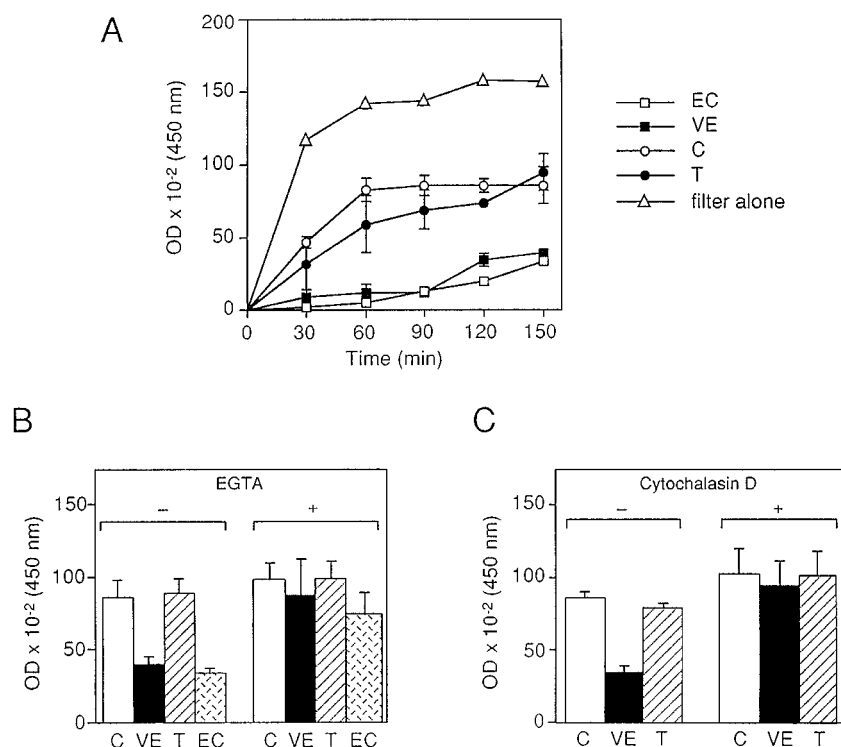 A
OD x 10-2 (450 nm)
200
150
100
50
0
0 30 60 90 120 150
Time (min)
EC
VE
C
T
filter alone
B
OD x 10-2 (450 nm)
150
100
50
0
EGTA
− +
C VE T EC C VE T EC
C
OD x 10-2 (450 nm)
150
100
50
0
Cytochalasin D
− +
C VE T C VE T